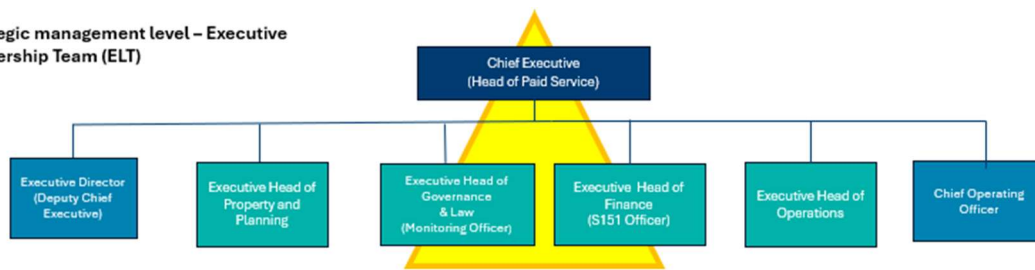 egic management level – Executive
ership Team (ELT)
Chief Executive
(Head of Paid Service)
Executive Director
(Deputy Chief
Executive)
Executive Head of
Property and
Planning
Executive Head of
Governance
& Law
(Monitoring Officer)
Executive Head of
Finance
(S151 Officer)
Executive Head of
Operations
Chief Operating
Officer